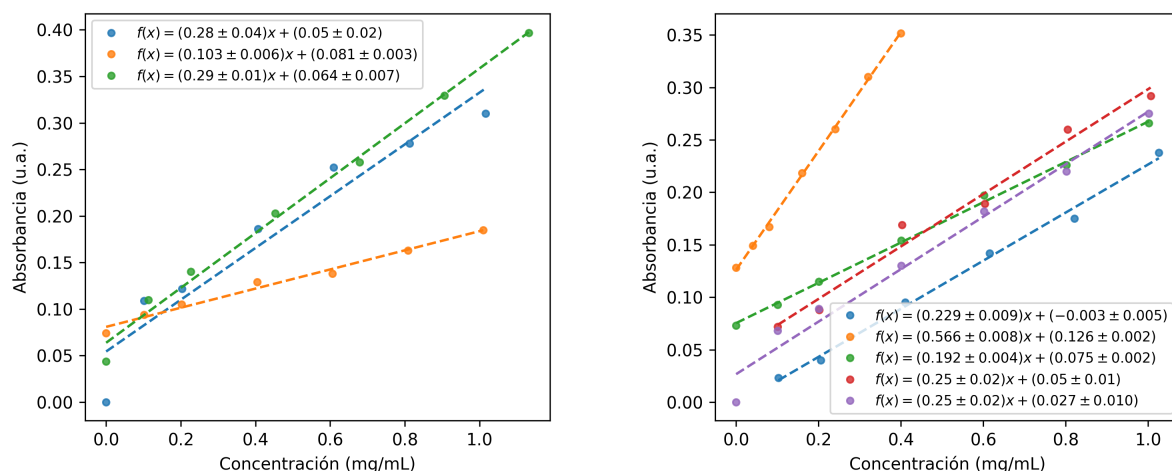 0.40
0.35
0.30
0.25
0.20
0.15
0.10
0.05
0.00
Absorbancia (u.a.)
f(x) = (0.28 ± 0.04)x + (0.05 ± 0.02)
f(x) = (0.103 ± 0.006)x + (0.081 ± 0.003)
f(x) = (0.29 ± 0.01)x + (0.064 ± 0.007)
0.0 0.2 0.4 0.6 0.8 1.0
Concentración (mg/mL)
0.35
0.30
0.25
0.20
0.15
0.10
0.05
0.00
Absorbancia (u.a.)
f(x) = (0.229 ± 0.009)x + (−0.003 ± 0.005)
f(x) = (0.566 ± 0.008)x + (0.126 ± 0.002)
f(x) = (0.192 ± 0.004)x + (0.075 ± 0.002)
f(x) = (0.25 ± 0.02)x + (0.05 ± 0.01)
f(x) = (0.25 ± 0.02)x + (0.027 ± 0.010)
0.0 0.2 0.4 0.6 0.8 1.0
Concentración (mg/mL)